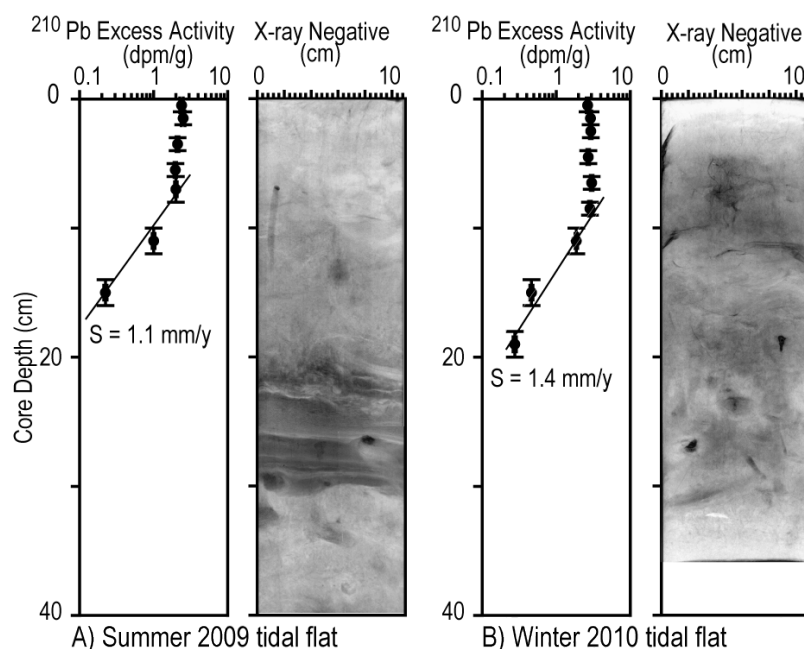 210 Pb Excess Activity
(dpm/g)
0.1 1 10
X-ray Negative
(cm)
0 10
210 Pb Excess Activity
(dpm/g)
0.1 1 10
X-ray Negative
(cm)
0 10
0
20
40
Core Depth (cm)
S = 1.1 mm/y
A) Summer 2009 tidal flat
0
20
40
S = 1.4 mm/y
B) Winter 2010 tidal flat